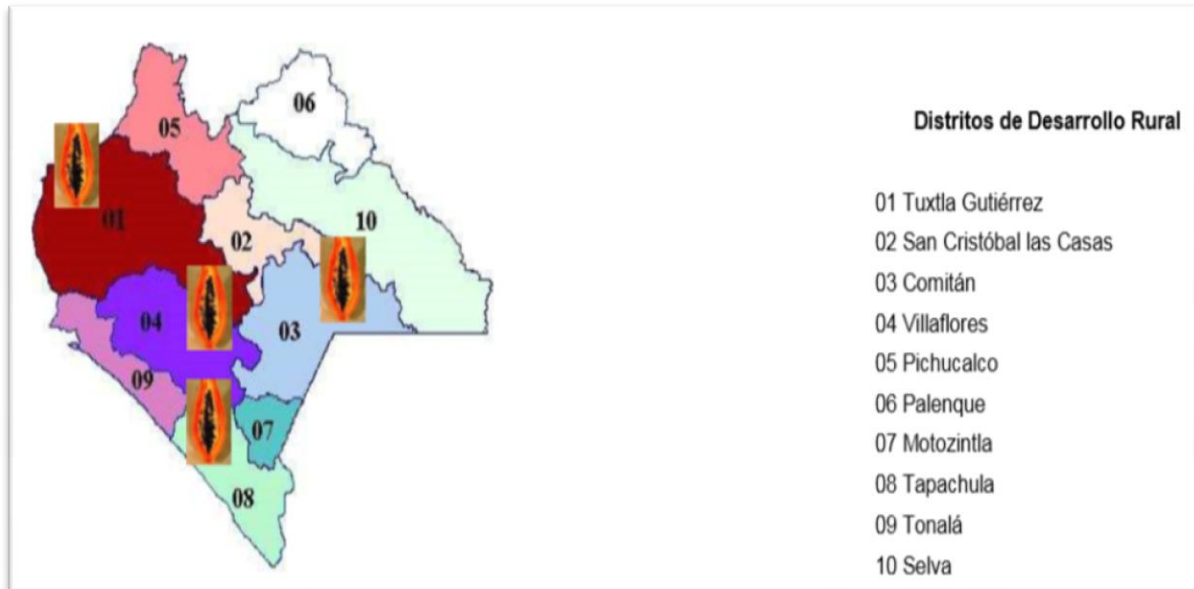 06
05
01
02
10
04
03
09
07
08
Distritos de Desarrollo Rural
01 Tuxtla Gutiérrez
02 San Cristóbal las Casas
03 Comitán
04 Villaflores
05 Pichucalco
06 Palenque
07 Motozintla
08 Tapachula
09 Tonalá
10 Selva